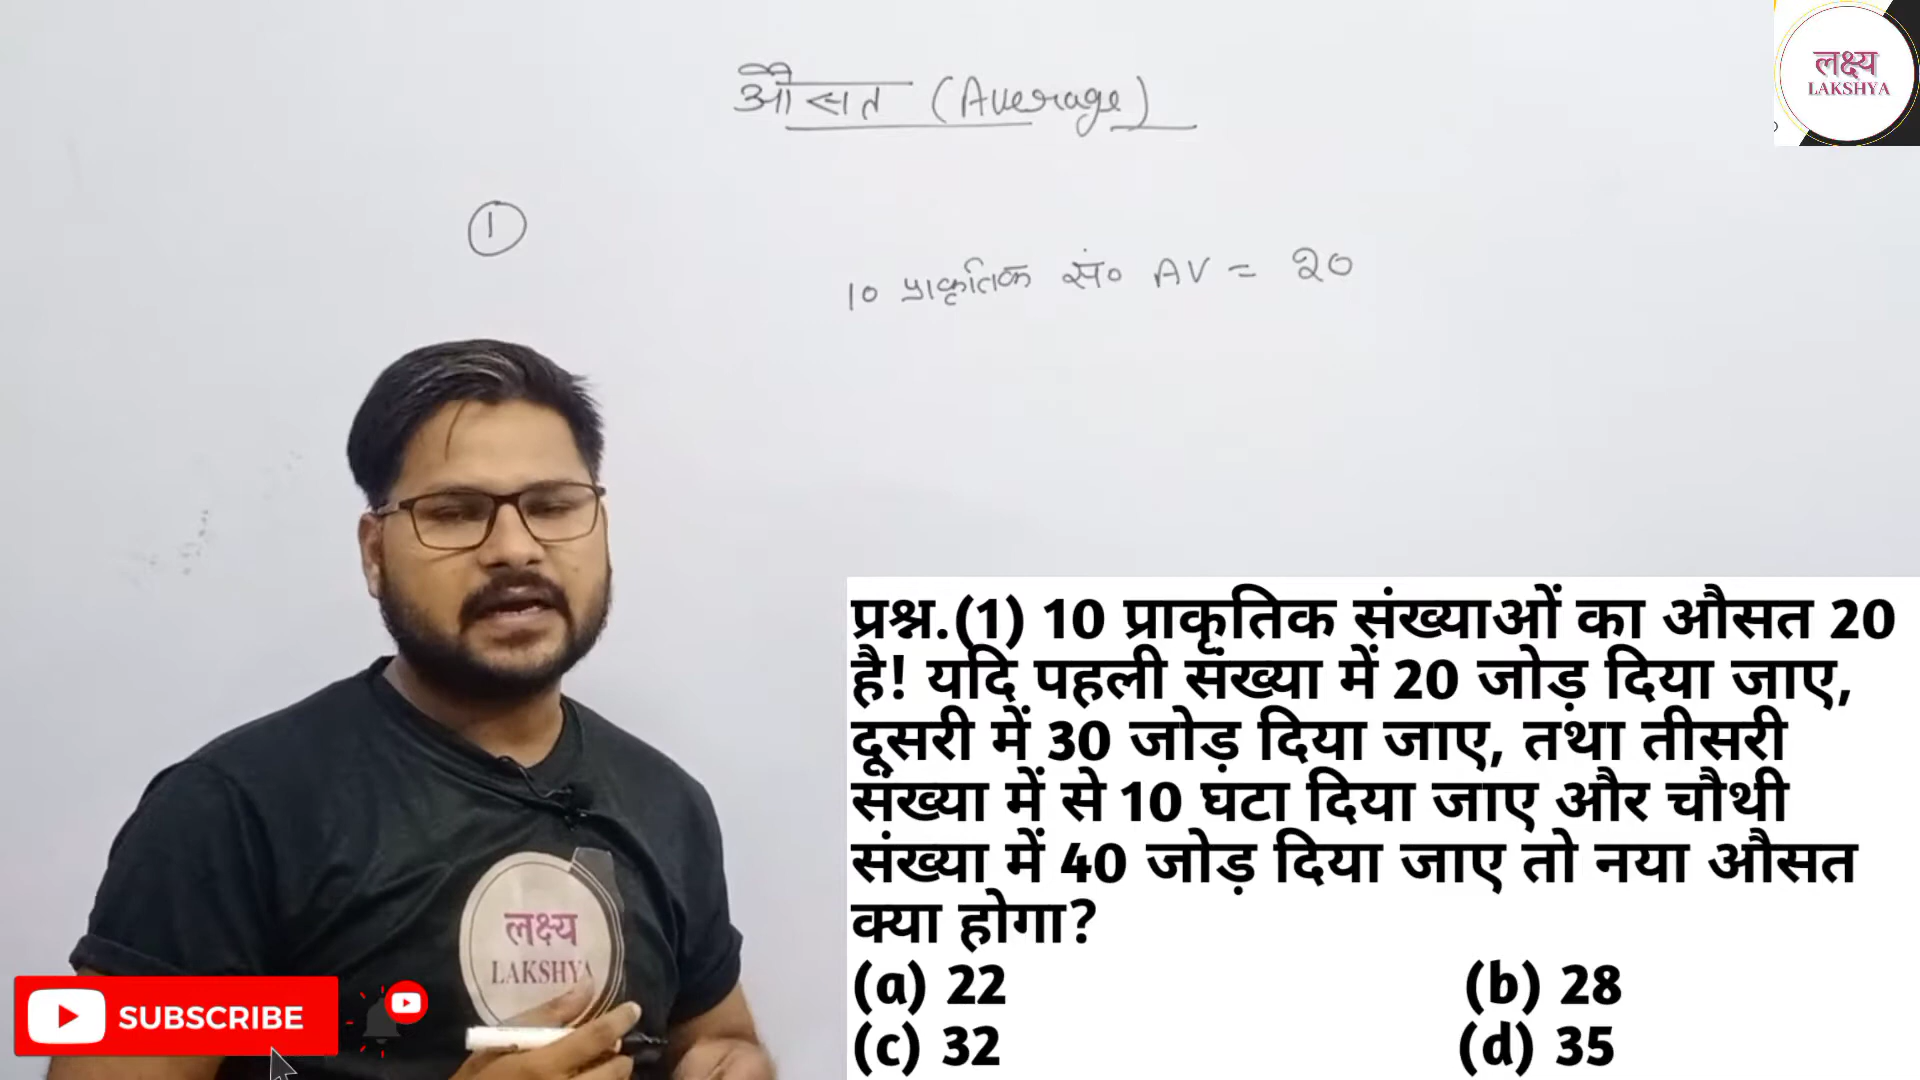 लक्ष्य
LAKSHYA
औसत (Average)
1
10 प्राकृतिक सं० AV = 20
प्रश्न.(1) 10 प्राकृतिक संख्याओं का औसत 20
है! यदि पहली संख्या में 20 जोड़ दिया जाए,
दूसरी में 30 जोड़ दिया जाए, तथा तीसरी
संख्या में से 10 घटा दिया जाए और चौथी
संख्या में 40 जोड़ दिया जाए तो नया औसत
क्या होगा?
(a) 22 (b) 28
(c) 32 (d) 35
लक्ष्य
LAKSHYA
SUBSCRIBE